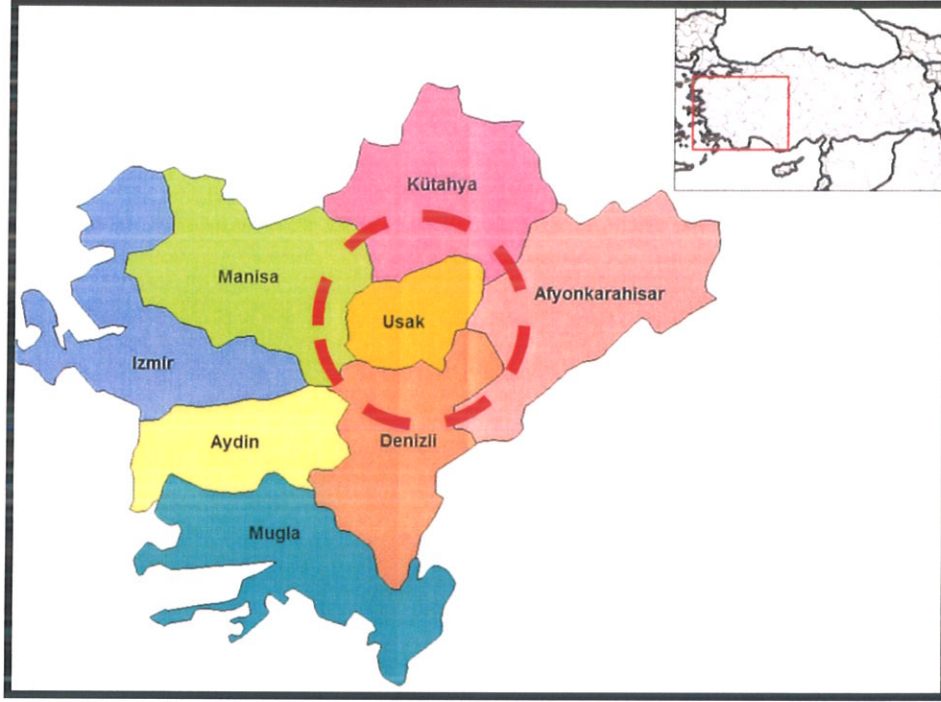 Kütahya
Manisa
Afyonkarahisar
Usak
Izmir
Aydin
Denizli
Mugla